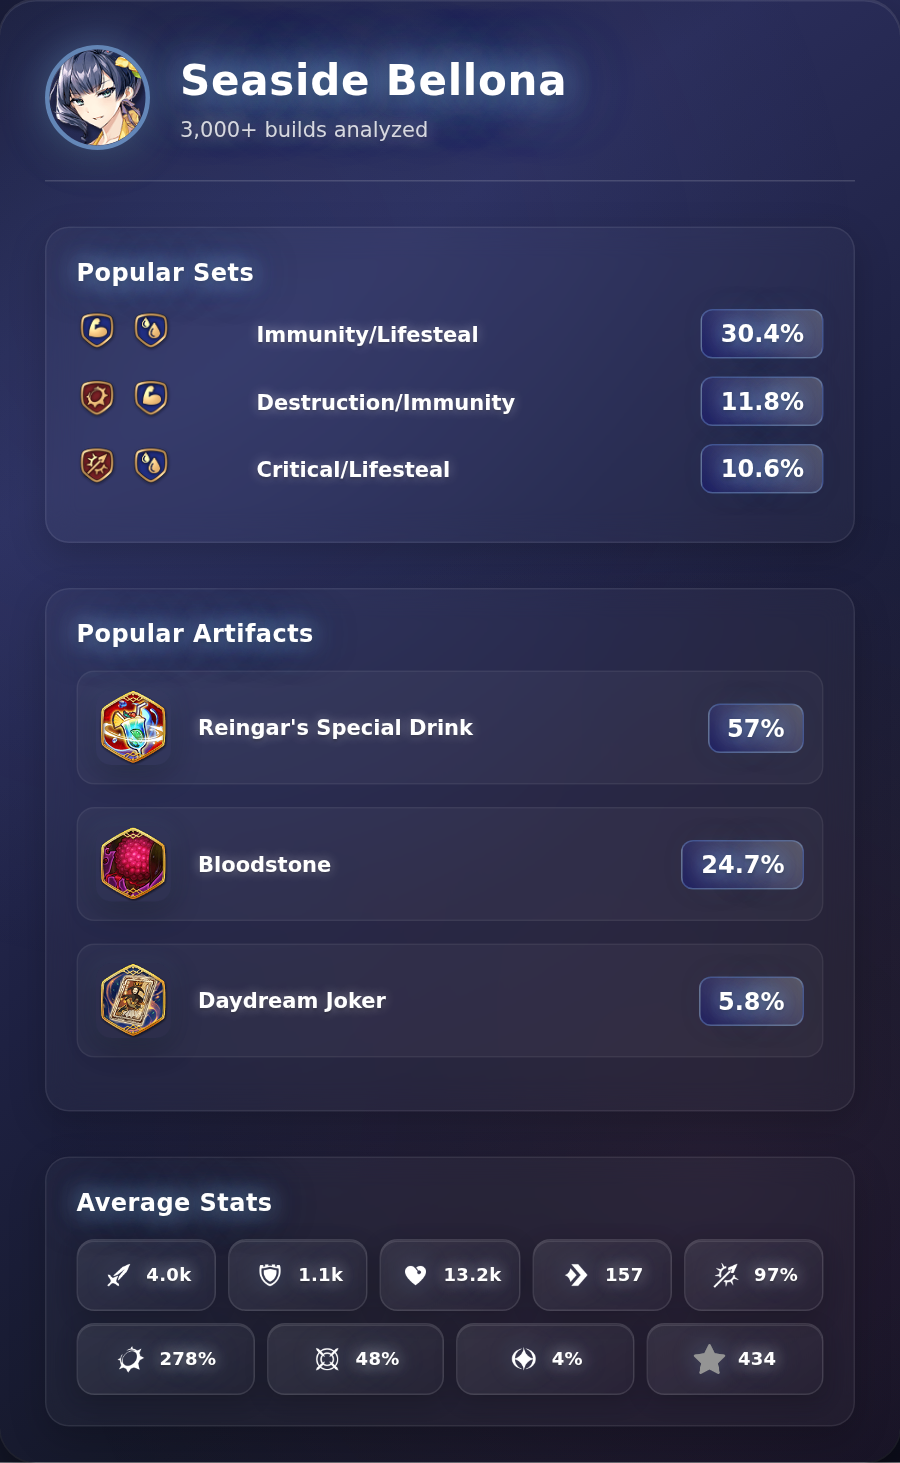 Seaside Bellona
3,000+ builds analyzed
Popular Sets
Immunity/Lifesteal 30.4%
Destruction/Immunity 11.8%
Critical/Lifesteal 10.6%
Popular Artifacts
Reingar's Special Drink 57%
Bloodstone 24.7%
Daydream Joker 5.8%
Average Stats
4.0k 1.1k 13.2k 157 97%
278% 48% 4% 434